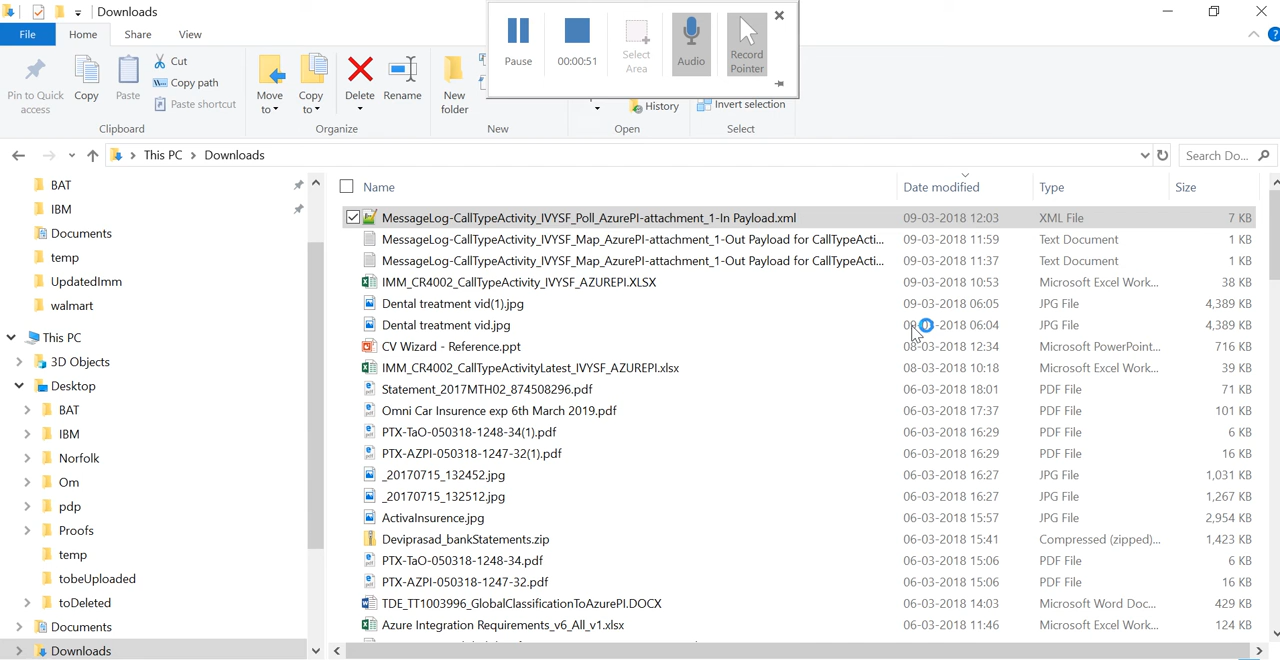 Downloads
File
Home
Share
View
Pause
00:00:51
Select Area
Audio
Record Pointer
Pin to Quick access
Copy
Paste
Cut
Copy path
Paste shortcut
Move to
Copy to
Delete
Rename
New folder
History
Invert selection
Clipboard
Organize
New
Open
Select
This PC > Downloads
Search Do...
BAT
IBM
Documents
temp
UpdatedImm
walmart
This PC
3D Objects
Desktop
BAT
IBM
Norfolk
Om
pdp
Proofs
temp
tobeUploaded
toDeleted
Documents
Downloads
Name Date modified Type Size
MessageLog-CallTypeActivity_IVYSF_Poll_AzurePI-attachment_1-In Payload.xml 09-03-2018 12:03 XML File 7 KB
MessageLog-CallTypeActivity_IVYSF_Map_AzurePI-attachment_1-Out Payload for CallTypeActi... 09-03-2018 11:59 Text Document 1 KB
MessageLog-CallTypeActivity_IVYSF_Map_AzurePI-attachment_1-Out Payload for CallTypeActi... 09-03-2018 11:37 Text Document 1 KB
IMM_CR4002_CallTypeActivity_IVYSF_AZUREPI.XLSX 09-03-2018 10:53 Microsoft Excel Work... 38 KB
Dental treatment vid(1).jpg 09-03-2018 06:05 JPG File 4,389 KB
Dental treatment vid.jpg 09-03-2018 06:04 JPG File 4,389 KB
CV Wizard - Reference.ppt 08-03-2018 12:34 Microsoft PowerPoint... 716 KB
IMM_CR4002_CallTypeActivityLatest_IVYSF_AZUREPI.xlsx 08-03-2018 10:18 Microsoft Excel Work... 39 KB
Statement_2017MTH02_874508296.pdf 06-03-2018 18:01 PDF File 71 KB
Omni Car Insurence exp 6th March 2019.pdf 06-03-2018 17:37 PDF File 101 KB
PTX-TaO-050318-1248-34(1).pdf 06-03-2018 16:29 PDF File 6 KB
PTX-AZPI-050318-1247-32(1).pdf 06-03-2018 16:29 PDF File 16 KB
_20170715_132452.jpg 06-03-2018 16:27 JPG File 1,031 KB
_20170715_132512.jpg 06-03-2018 16:27 JPG File 1,267 KB
ActivaInsurence.jpg 06-03-2018 15:57 JPG File 2,954 KB
Deviprasad_bankStatements.zip 06-03-2018 15:41 Compressed (zipped)... 1,423 KB
PTX-TaO-050318-1248-34.pdf 06-03-2018 15:06 PDF File 6 KB
PTX-AZPI-050318-1247-32.pdf 06-03-2018 15:06 PDF File 16 KB
TDE_TT1003996_GlobalClassificationToAzurePI.DOCX 06-03-2018 14:03 Microsoft Word Doc... 429 KB
Azure Integration Requirements_v6_All_v1.xlsx 06-03-2018 11:46 Microsoft Excel Work... 124 KB